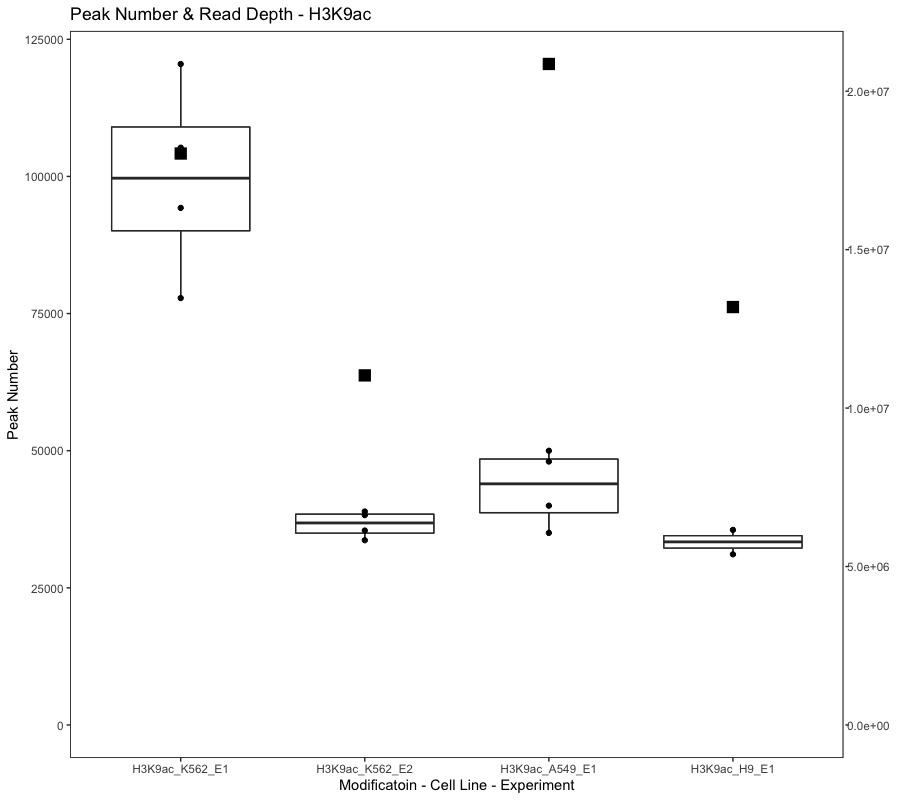 Peak Number & Read Depth - H3K9ac
125000
100000
75000
50000
25000
0
Peak Number
2.0e+07
1.5e+07
1.0e+07
5.0e+06
0.0e+00
H3K9ac_K562_E1
H3K9ac_K562_E2
H3K9ac_A549_E1
H3K9ac_H9_E1
Modificatoin - Cell Line - Experiment